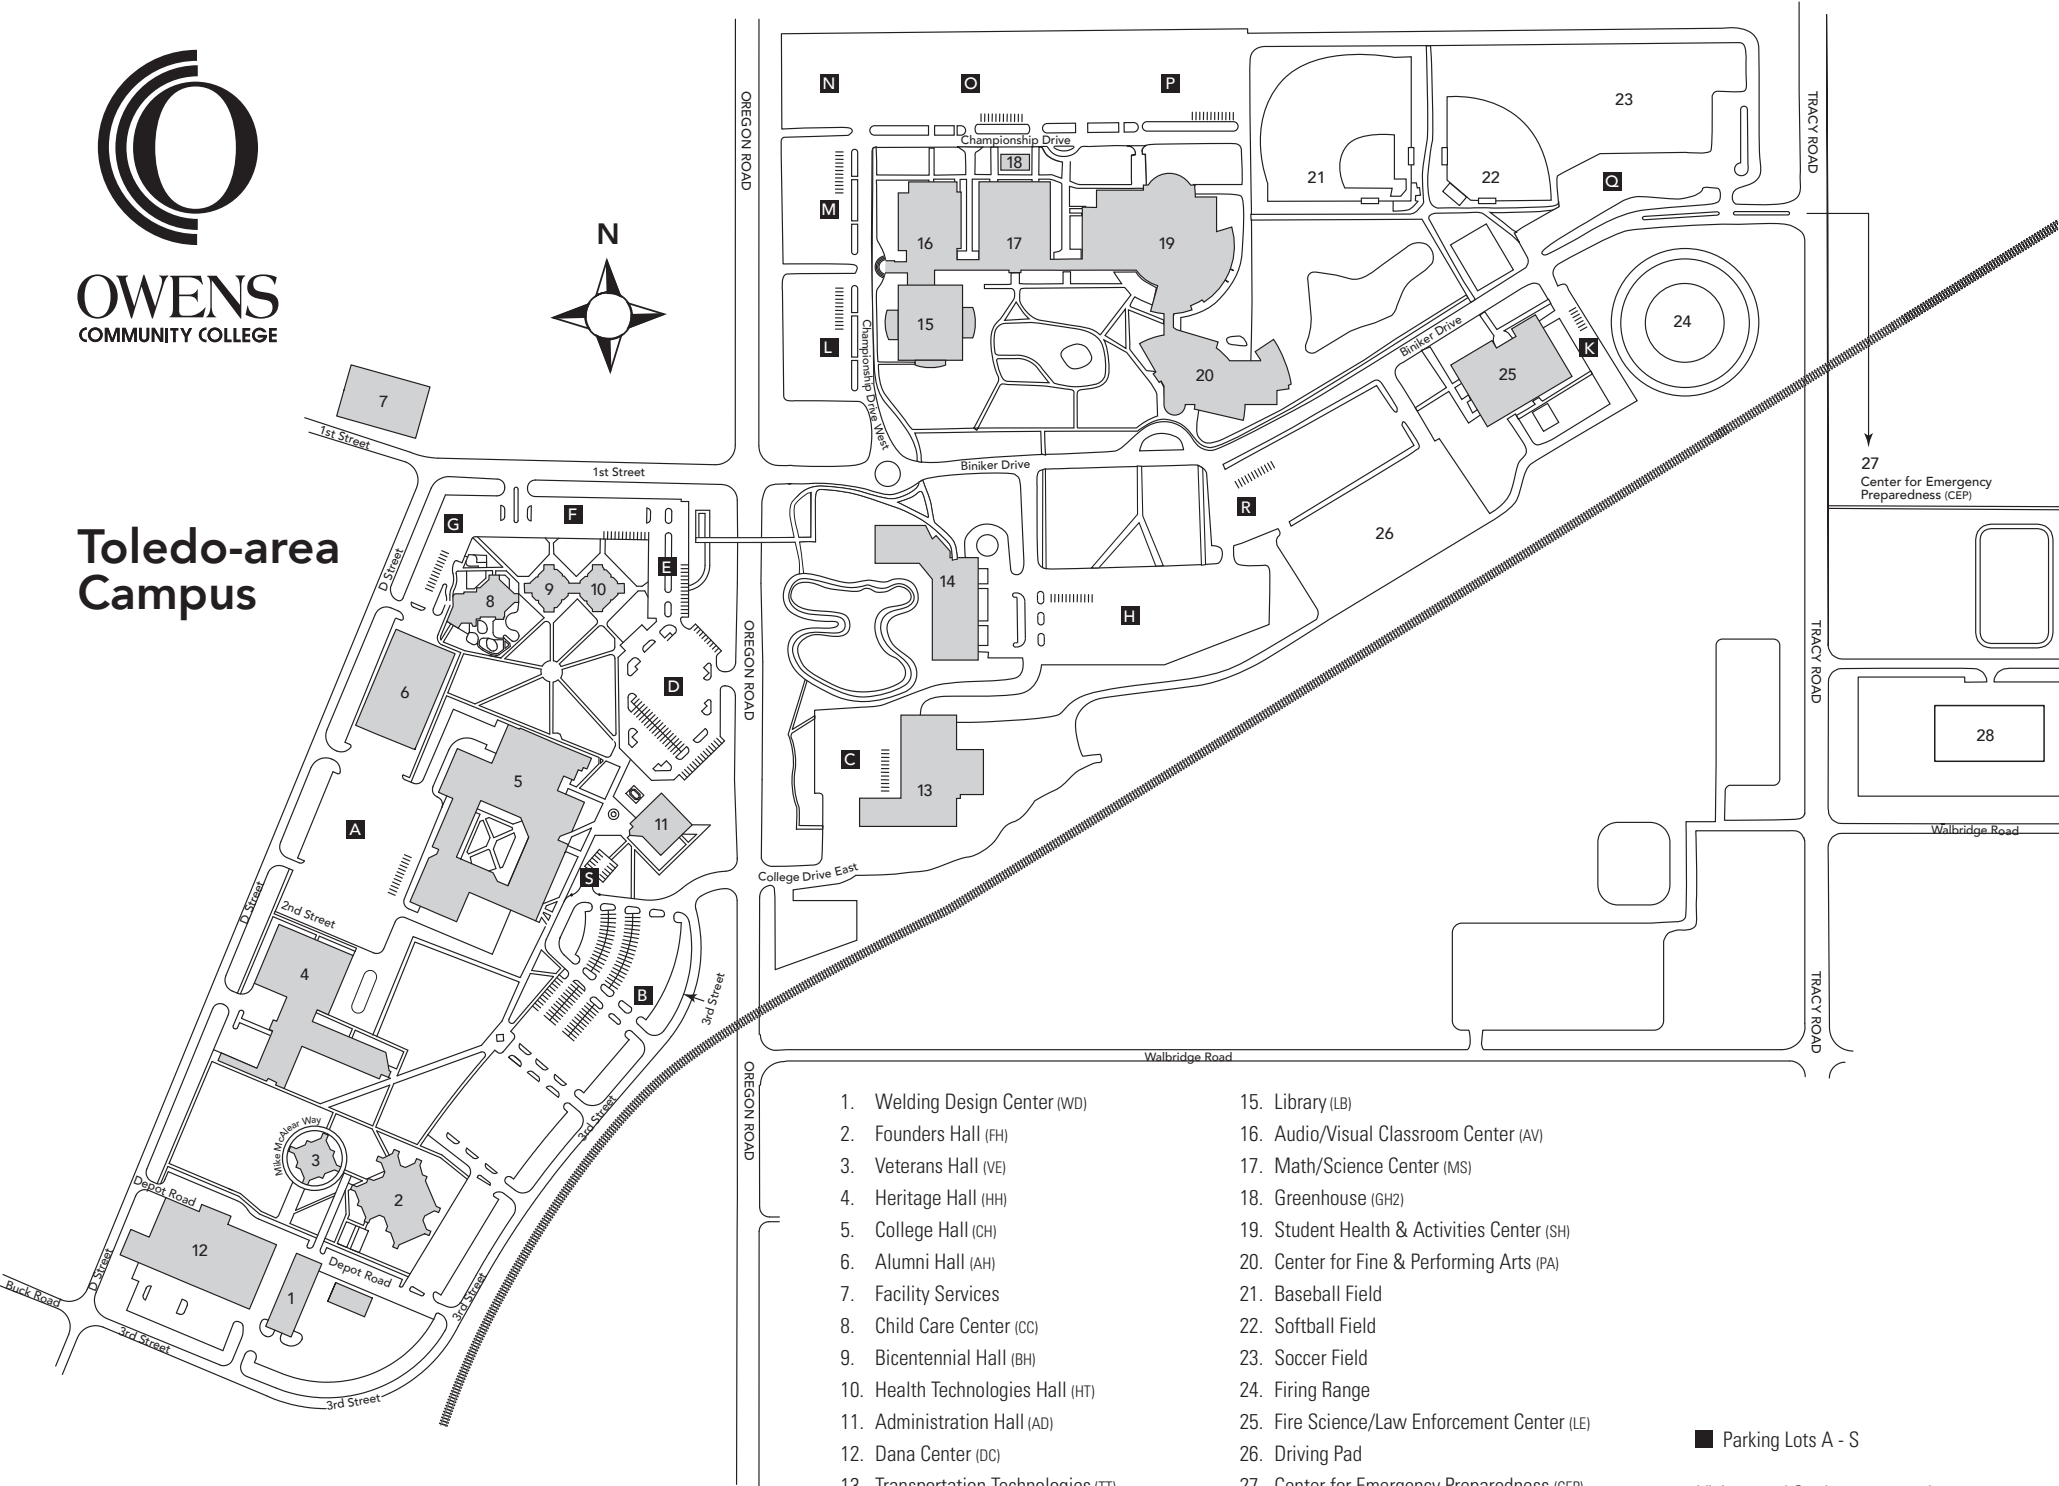 OWENS
COMMUNITY COLLEGE
Toledo-area
Campus
N
OREGON ROAD
TRACY ROAD
N
O
P
Championship Drive
18
M
16
17
19
21
22
23
Q
L
15
Championship Drive West
20
Biniker Drive
K
25
24
27
Center for Emergency
Preparedness (CEP)
7
1st Street
1st Street
Biniker Drive
G
F
E
R
26
D Street
8
9
10
14
H
OREGON ROAD
TRACY ROAD
6
D
28
5
C
13
A
11
Walbridge Road
S
College Drive East
D Street
2nd Street
4
B
3rd Street
TRACY ROAD
Walbridge Road
OREGON ROAD
3rd Street
Mike McAlear Way
3
2
Depot Road
12
Depot Road
1
D Street
Buck Road
3rd Street
3rd Street
3rd Street
1. Welding Design Center (WD)
2. Founders Hall (FH)
3. Veterans Hall (VE)
4. Heritage Hall (HH)
5. College Hall (CH)
6. Alumni Hall (AH)
7. Facility Services
8. Child Care Center (CC)
9. Bicentennial Hall (BH)
10. Health Technologies Hall (HT)
11. Administration Hall (AD)
12. Dana Center (DC)
13. Transportation Technologies (TT)
15. Library (LB)
16. Audio/Visual Classroom Center (AV)
17. Math/Science Center (MS)
18. Greenhouse (GH2)
19. Student Health & Activities Center (SH)
20. Center for Fine & Performing Arts (PA)
21. Baseball Field
22. Softball Field
23. Soccer Field
24. Firing Range
25. Fire Science/Law Enforcement Center (LE)
26. Driving Pad
27. Center for Emergency Preparedness (CEP)
Parking Lots A - S